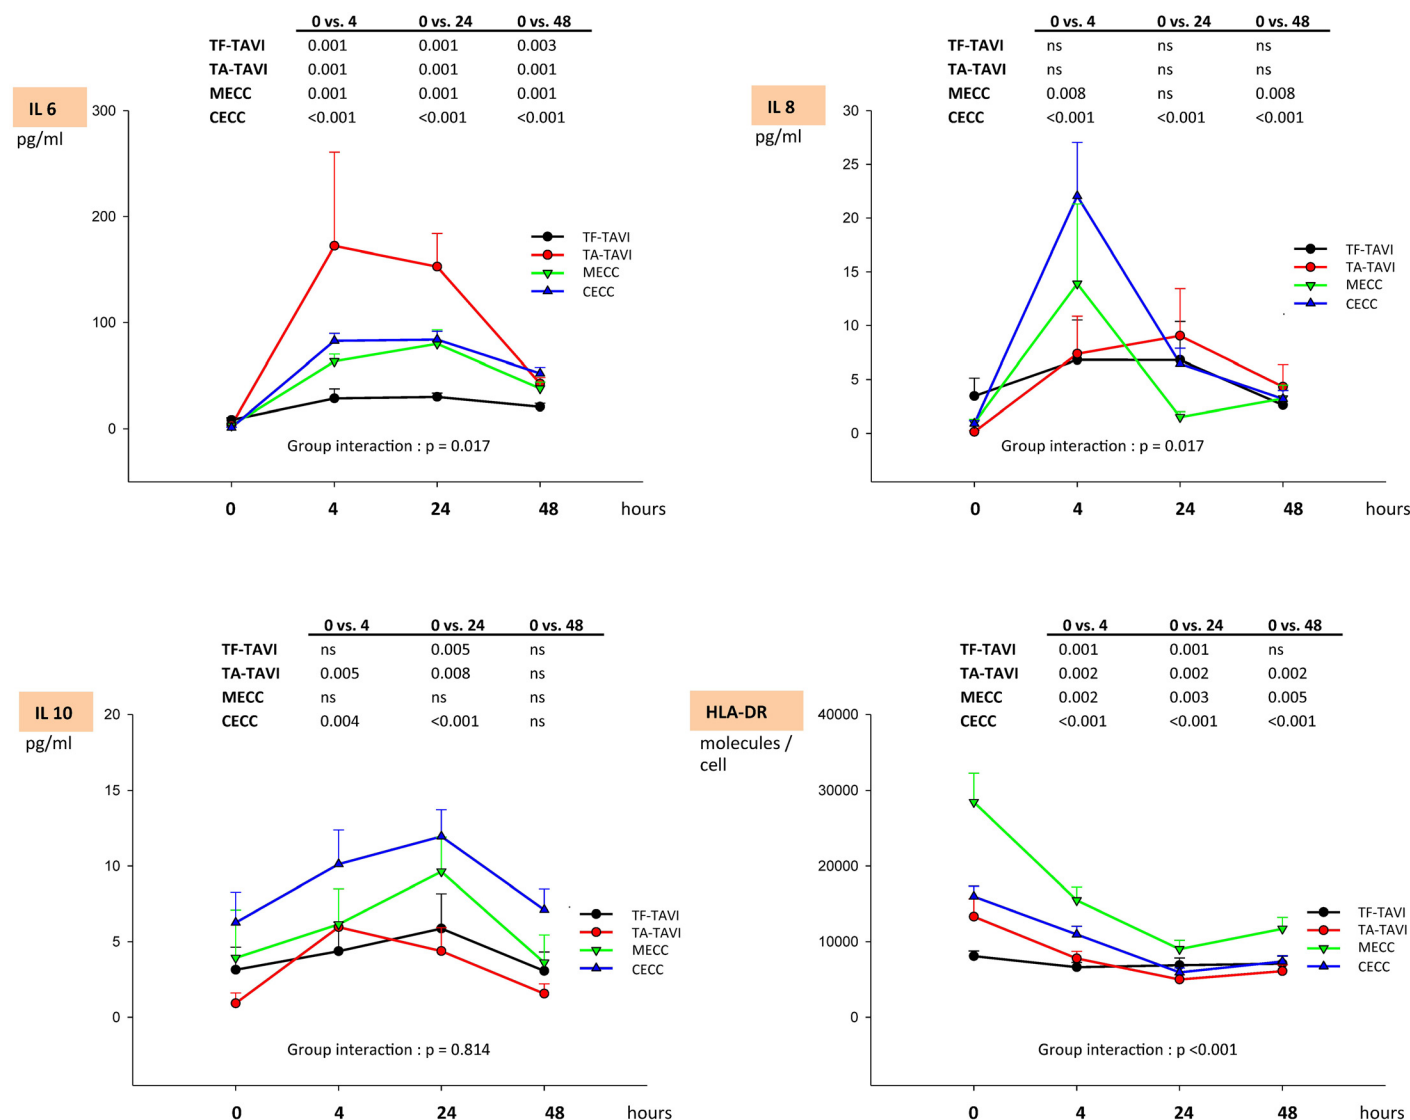 0 vs. 4 0 vs. 24 0 vs. 48
TF-TAVI 0.001 0.001 0.003
TA-TAVI 0.001 0.001 0.001
MECC 0.001 0.001 0.001
CECC <0.001 <0.001 <0.001
IL 6
pg/ml
300
200
100
0
TF-TAVI
TA-TAVI
MECC
CECC
Group interaction : p = 0.017
0 4 24 48 hours
0 vs. 4 0 vs. 24 0 vs. 48
TF-TAVI ns ns ns
TA-TAVI ns ns ns
MECC 0.008 ns 0.008
CECC <0.001 <0.001 <0.001
IL 8
pg/ml
30
25
20
15
10
5
0
TF-TAVI
TA-TAVI
MECC
CECC
Group interaction : p = 0.017
0 4 24 48 hours
0 vs. 4 0 vs. 24 0 vs. 48
TF-TAVI ns 0.005 ns
TA-TAVI 0.005 0.008 ns
MECC ns ns ns
CECC 0.004 <0.001 ns
IL 10
pg/ml
20
15
10
5
0
TF-TAVI
TA-TAVI
MECC
CECC
Group interaction : p = 0.814
0 4 24 48 hours
0 vs. 4 0 vs. 24 0 vs. 48
TF-TAVI 0.001 0.001 ns
TA-TAVI 0.002 0.002 0.002
MECC 0.002 0.003 0.005
CECC <0.001 <0.001 <0.001
HLA-DR
molecules /
cell
40000
30000
20000
10000
0
TF-TAVI
TA-TAVI
MECC
CECC
Group interaction : p <0.001
0 4 24 48 hours